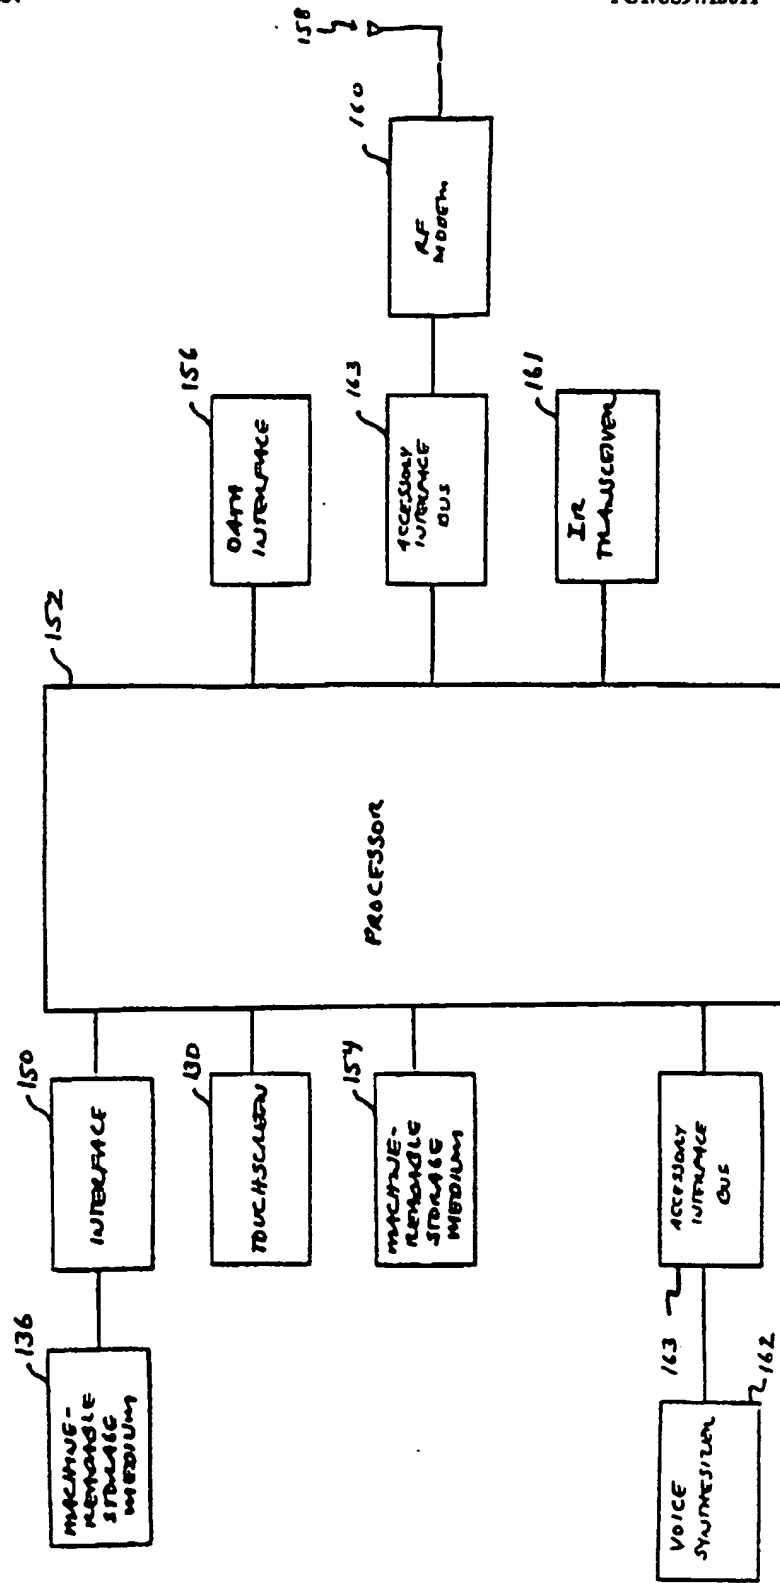 158
160
RF
MODEM
156
DATA
INTERFACE
163
ACCESSORY
INTERFACE
BUS
161
IR
TRANSCEIVER
152
PROCESSOR
150
INTERFACE
130
TOUCHSCREEN
154
MACHINE-
READABLE
STORAGE
MEDIUM
ACCESSORY
INTERFACE
BUS
163
136
MACHINE-
READABLE
STORAGE
MEDIUM
162
VOICE
SYNTHESIZER